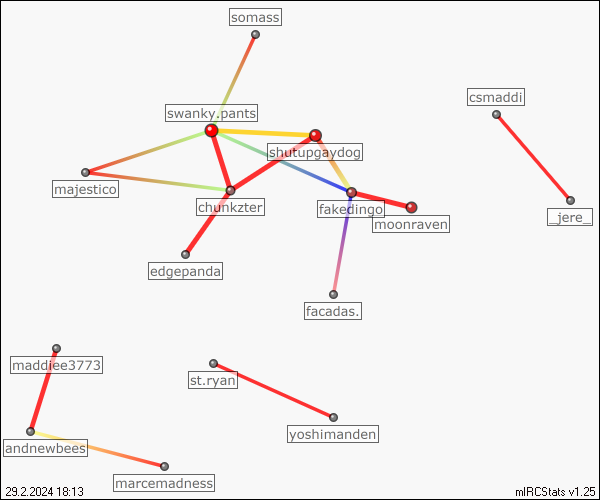 somass
csmaddi
swanky.pants
shutupgaydog
majestico
chunkzter
fakedingo
_jere_
moonraven
edgepanda
facadas.
maddiee3773
st.ryan
yoshimanden
andnewbees
marcemadness
29.2.2024 18:13
mIRCStats v1.25